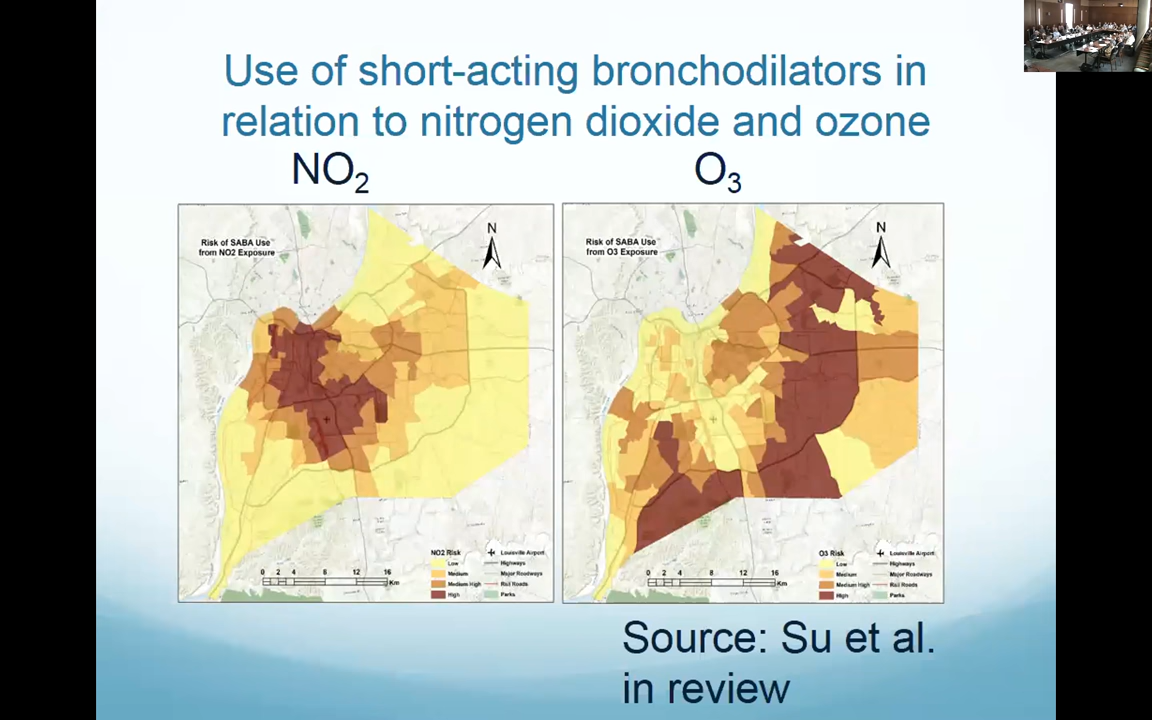 Use of short-acting bronchodilators in
relation to nitrogen dioxide and ozone
NO₂
O₃
Risk of SABA Use
from NO2 Exposure
N
NO2 Risk
Low
Medium
Medium High
High
Louisville Airport
Highways
Major Roadways
Rail Roads
Parks
0 2 4 8 12 16
Km
Risk of SABA Use
from O3 Exposure
N
O3 Risk
Low
Medium
Medium High
High
Louisville Airport
Highways
Major Roadways
Rail Roads
Parks
0 2 4 8 12 16
Km
Source: Su et al.
in review